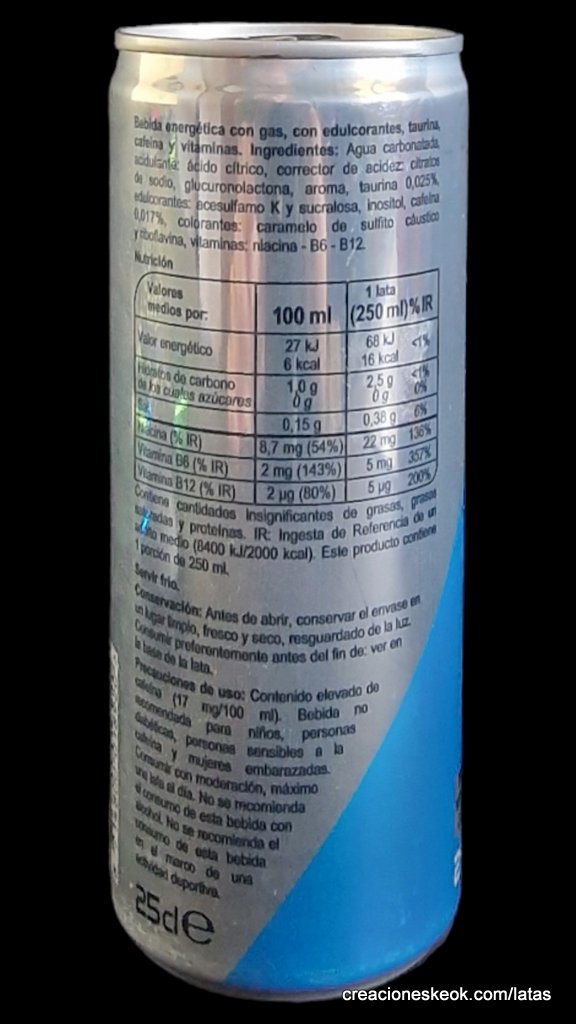 Bebida energética con gas, con edulcorantes, taurina,
cafeína y vitaminas. Ingredientes: Agua carbonatada,
acidulante: ácido cítrico, corrector de acidez: citratos
de sodio, glucuronolactona, aroma, taurina 0,025%,
edulcorantes: acesulfamo K y sucralosa, inositol, cafeína
0,017%, colorantes: caramelo de sulfito cáustico
y riboflavina, vitaminas: niacina - B6 - B12.
Nutrición
Valores medios por: 100 ml 1 lata (250 ml) %IR
Valor energético 27 kJ 68 kJ <1%
6 kcal 16 kcal
Hidratos de carbono 1,0 g 2,5 g <1%
de los cuales azúcares 0 g 0 g 0%
Sal 0,15 g 0,38 g 6%
Niacina (% IR) 8,7 mg (54%) 22 mg 136%
Vitamina B6 (% IR) 2 mg (143%) 5 mg 357%
Vitamina B12 (% IR) 2 µg (80%) 5 µg 200%
Contiene cantidades insignificantes de grasas, grasas
saturadas y proteínas. IR: Ingesta de Referencia de un
adulto medio (8400 kJ/2000 kcal). Este producto contiene
1 porción de 250 ml.
Servir frío.
Conservación: Antes de abrir, conservar el envase en
un lugar limpio, fresco y seco, resguardado de la luz.
Consumir preferentemente antes del fin de: ver en
la base de la lata.
Precauciones de uso: Contenido elevado de
cafeína (17 mg/100 ml). Bebida no
recomendada para niños, personas
diabéticas, personas sensibles a la
cafeína y mujeres embarazadas.
Consumir con moderación, máximo
una lata al día. No se recomienda
el consumo de esta bebida con
alcohol. No se recomienda el
consumo de esta bebida
en el marco de una
actividad deportiva.
25cl e
creacioneskeok.com/latas